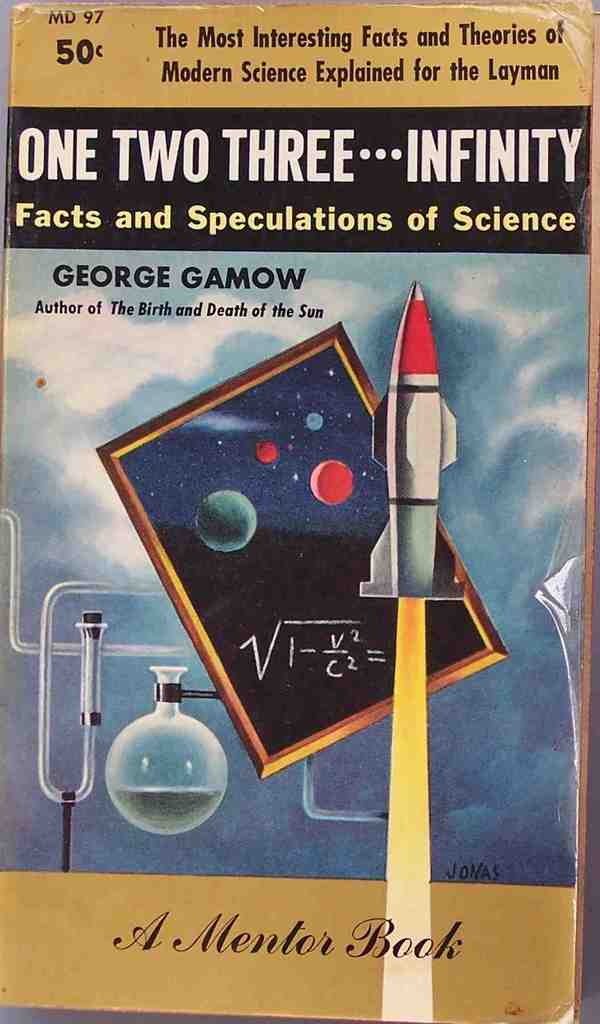 MD 97
50c
The Most Interesting Facts and Theories of
Modern Science Explained for the Layman
ONE TWO THREE···INFINITY
Facts and Speculations of Science
GEORGE GAMOW
Author of The Birth and Death of the Sun
√1-v²/c² =
JONAS
A Mentor Book